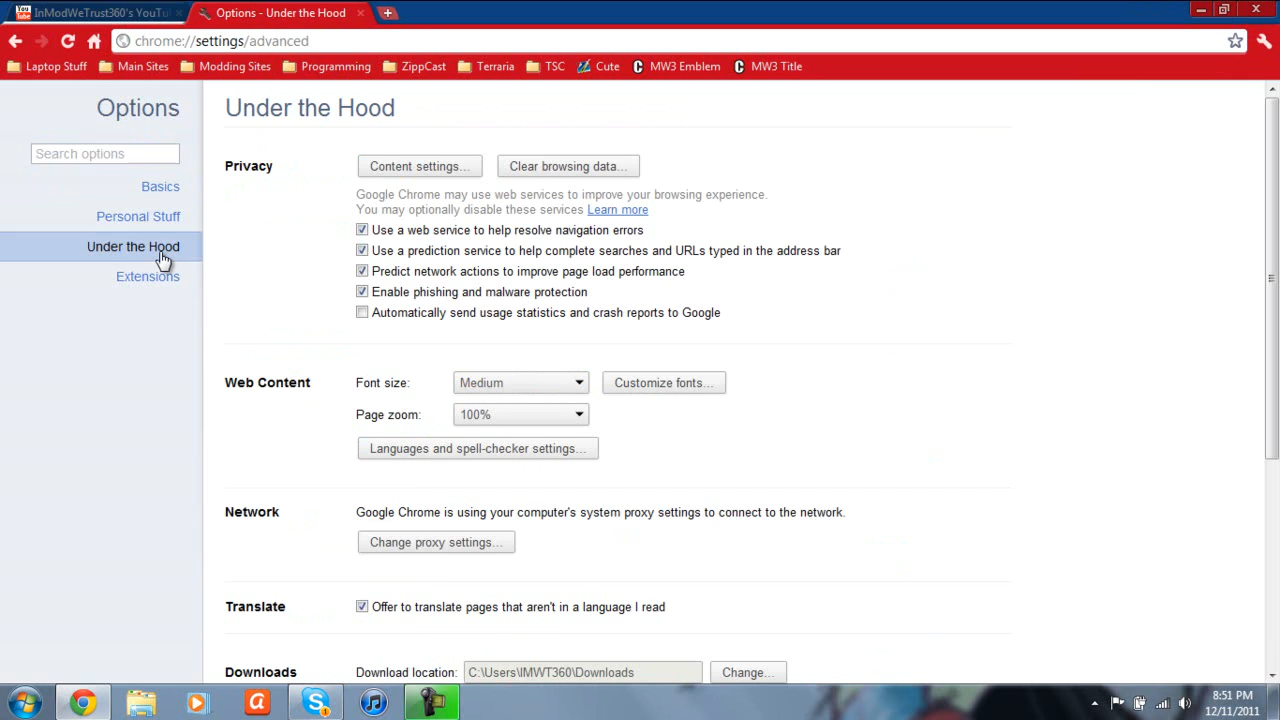 InModWeTrust360's YouTu
Options - Under the Hood
chrome://settings/advanced
Laptop Stuff
Main Sites
Modding Sites
Programming
ZippCast
Terraria
TSC
Cute
MW3 Emblem
MW3 Title
Options
Search options
Basics
Personal Stuff
Under the Hood
Extensions
Under the Hood
Privacy
Content settings...
Clear browsing data...
Google Chrome may use web services to improve your browsing experience.
You may optionally disable these services Learn more
Use a web service to help resolve navigation errors
Use a prediction service to help complete searches and URLs typed in the address bar
Predict network actions to improve page load performance
Enable phishing and malware protection
Automatically send usage statistics and crash reports to Google
Web Content
Font size:
Medium
Customize fonts...
Page zoom:
100%
Languages and spell-checker settings...
Network
Google Chrome is using your computer's system proxy settings to connect to the network.
Change proxy settings...
Translate
Offer to translate pages that aren't in a language I read
Downloads
Download location:
C:\Users\IMWT360\Downloads
Change...
8:51 PM
12/11/2011